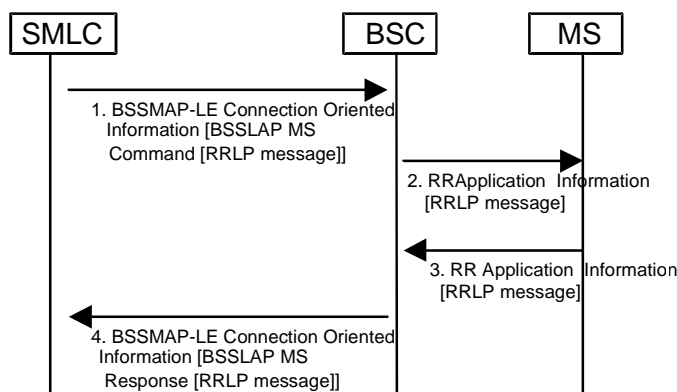 SMLC
BSC
MS
1. BSSMAP-LE Connection Oriented
Information [BSSLAP MS
Command [RRLP message]]
2. RRApplication Information
[RRLP message]
3. RR Application Information
[RRLP message]
4. BSSMAP-LE Connection Oriented
Information [BSSLAP MS
Response [RRLP message]]